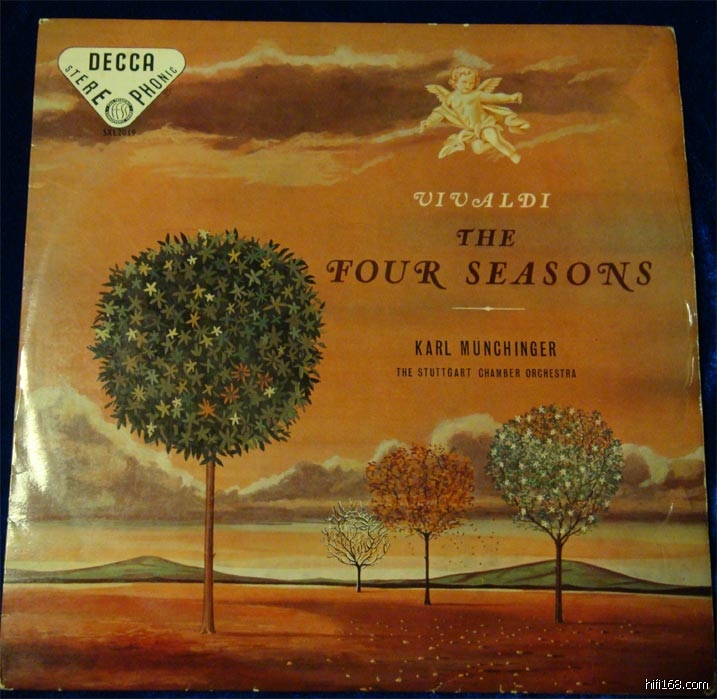 DECCA
STEREOPHONIC
SXL2019
VIVALDI
THE
FOUR SEASONS
KARL MÜNCHINGER
THE STUTTGART CHAMBER ORCHESTRA
hifi168.com